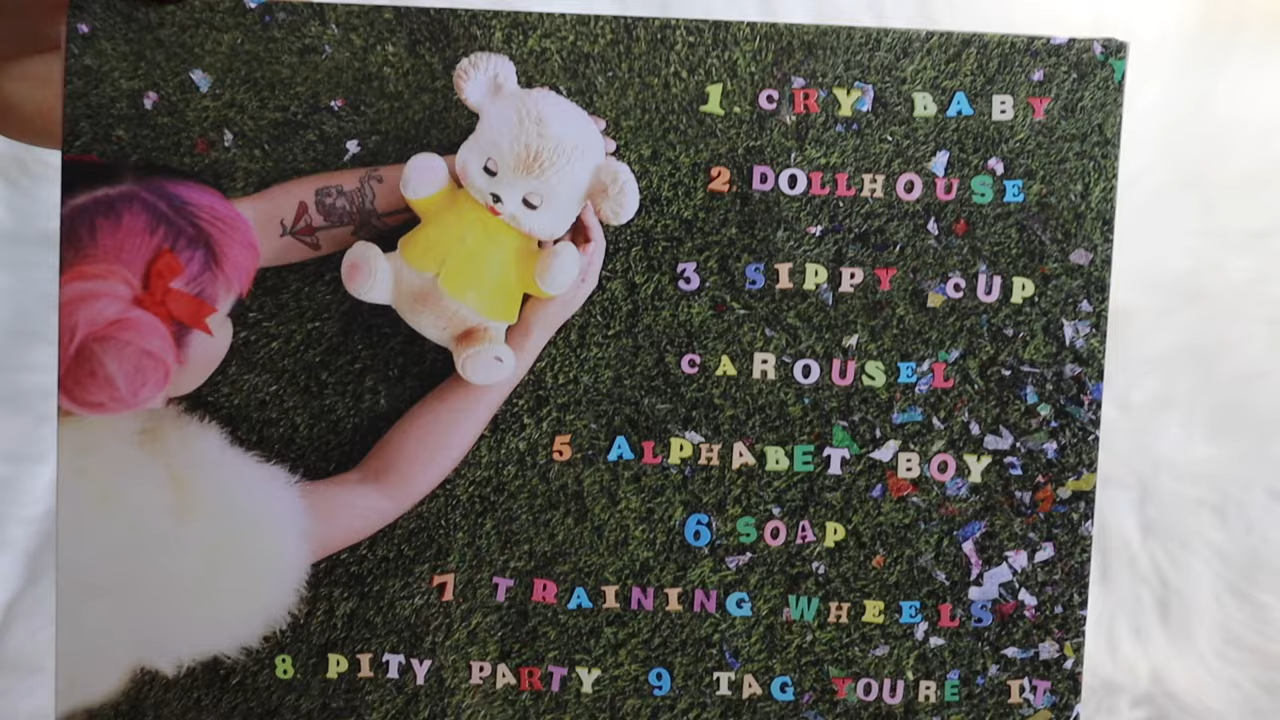 1. CRY BABY
2. DOLLHOUSE
3 SIPPY CUP
CAROUSEL
5 ALPHABET BOY
6 SOAP
7 TRAINING WHEELS
8 PITY PARTY 9 TAG, YOU'RE IT